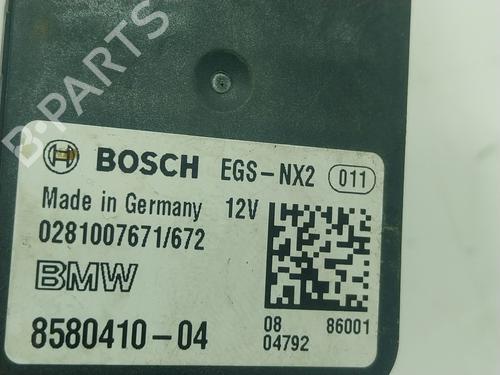 B-PARTS
BOSCH EGS-NX2 011
Made in Germany 12V
0281007671/672
BMW
8580410-04
08 86001
04792